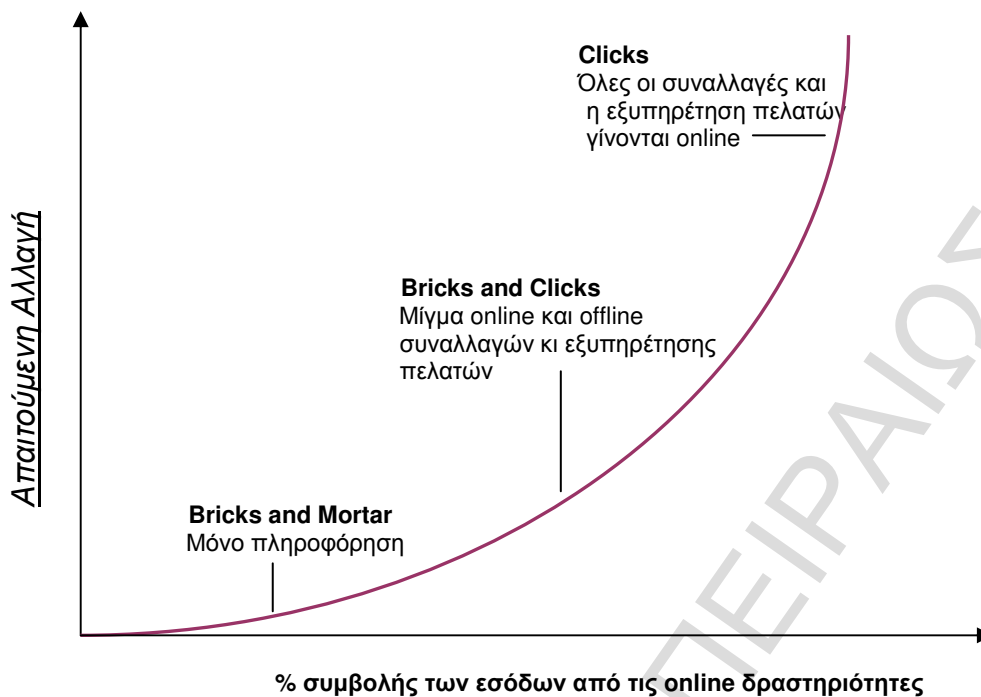 Clicks
Όλες οι συναλλαγές και
η εξυπηρέτηση πελατών
γίνονται online
Απαιτούμενη Αλλαγή
Bricks and Clicks
Μίγμα online και offline
συναλλαγών κι εξυπηρέτησης
πελατών
Bricks and Mortar
Μόνο πληροφόρηση
% συμβολής των εσόδων από τις online δραστηριότητες
ΠΕΙΡΑΙΩΣ